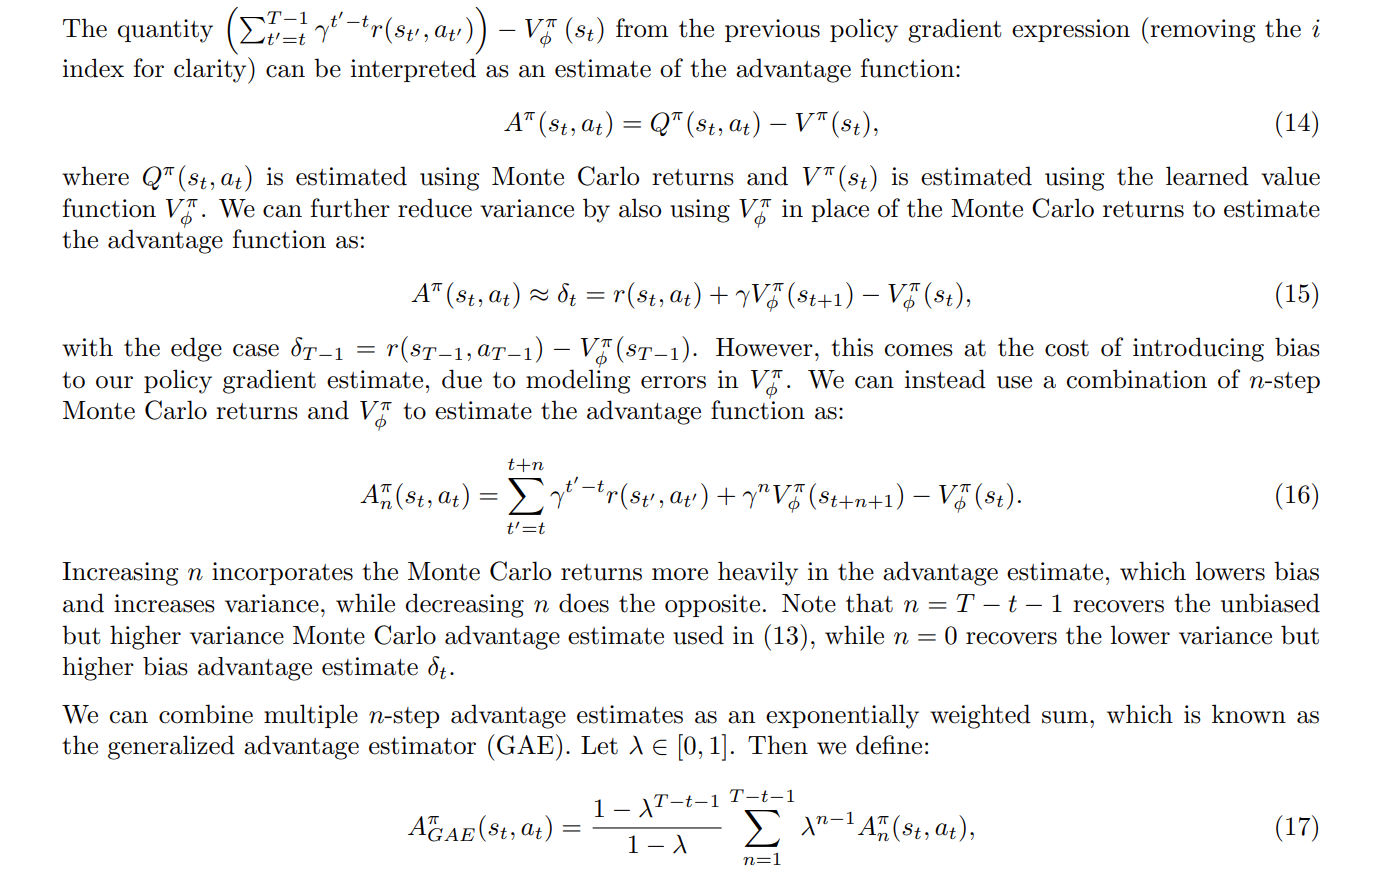 The quantity $\left(\sum_{t'=t}^{T-1} \gamma^{t'-t} r(s_{t'}, a_{t'})\right) - V_\phi^\pi(s_t)$ from the previous policy gradient expression (removing the $i$
index for clarity) can be interpreted as an estimate of the advantage function:
$A^\pi(s_t, a_t) = Q^\pi(s_t, a_t) - V^\pi(s_t),$ (14)
where $Q^\pi(s_t, a_t)$ is estimated using Monte Carlo returns and $V^\pi(s_t)$ is estimated using the learned value
function $V_\phi^\pi$. We can further reduce variance by also using $V_\phi^\pi$ in place of the Monte Carlo returns to estimate
the advantage function as:
$A^\pi(s_t, a_t) \approx \delta_t = r(s_t, a_t) + \gamma V_\phi^\pi(s_{t+1}) - V_\phi^\pi(s_t),$ (15)
with the edge case $\delta_{T-1} = r(s_{T-1}, a_{T-1}) - V_\phi^\pi(s_{T-1})$. However, this comes at the cost of introducing bias
to our policy gradient estimate, due to modeling errors in $V_\phi^\pi$. We can instead use a combination of $n$-step
Monte Carlo returns and $V_\phi^\pi$ to estimate the advantage function as:
$A_n^\pi(s_t, a_t) = \sum_{t'=t}^{t+n} \gamma^{t'-t} r(s_{t'}, a_{t'}) + \gamma^n V_\phi^\pi(s_{t+n+1}) - V_\phi^\pi(s_t).$ (16)
Increasing $n$ incorporates the Monte Carlo returns more heavily in the advantage estimate, which lowers bias
and increases variance, while decreasing $n$ does the opposite. Note that $n = T - t - 1$ recovers the unbiased
but higher variance Monte Carlo advantage estimate used in (13), while $n = 0$ recovers the lower variance but
higher bias advantage estimate $\delta_t$.
We can combine multiple $n$-step advantage estimates as an exponentially weighted sum, which is known as
the generalized advantage estimator (GAE). Let $\lambda \in [0, 1]$. Then we define:
$A_{GAE}^\pi(s_t, a_t) = \frac{1 - \lambda^{T-t-1}}{1 - \lambda} \sum_{n=1}^{T-t-1} \lambda^{n-1} A_n^\pi(s_t, a_t),$ (17)